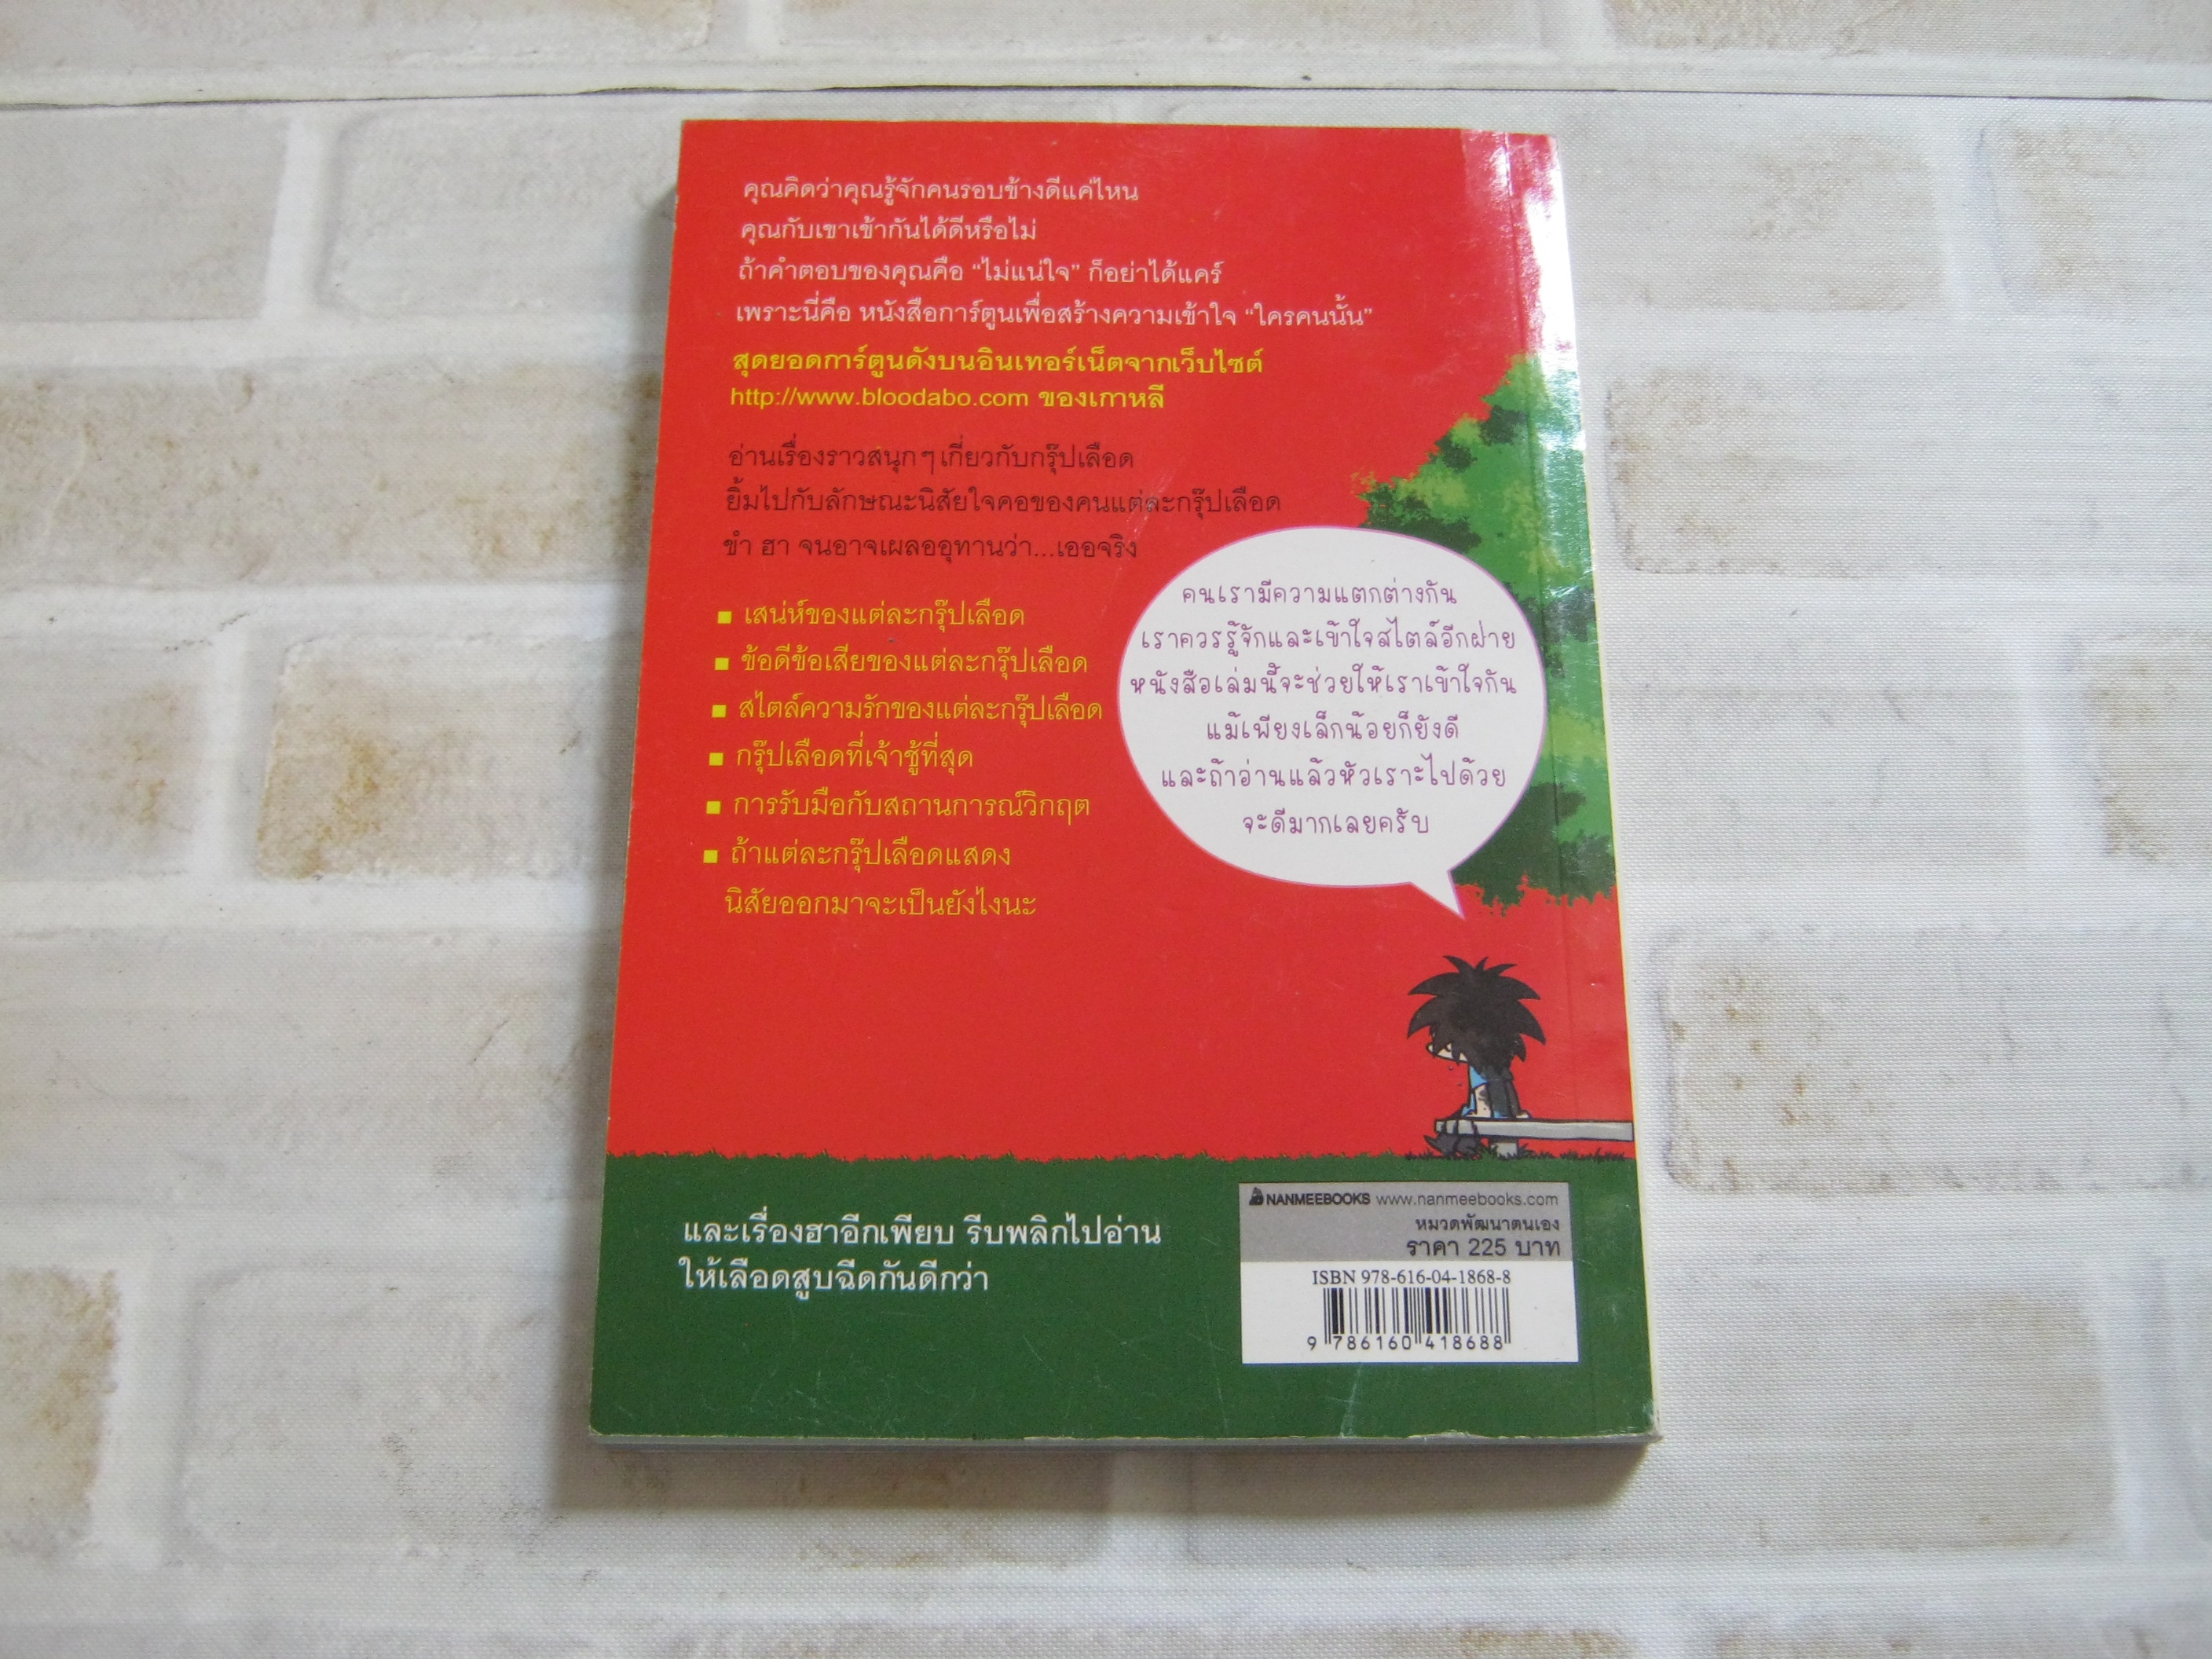 คุณคิดว่าคุณรู้จักคนรอบข้างดีแค่ไหน
คุณกับเขาเข้ากันได้ดีหรือไม่
ถ้าคำตอบของคุณคือ “ไม่แน่ใจ” ก็อย่าได้แคร์
เพราะนี่คือ หนังสือการ์ตูนเพื่อสร้างความเข้าใจ “ใครคนนั้น”
สุดยอดการ์ตูนดังบนอินเทอร์เน็ตจากเว็บไซต์
http://www.bloodabo.com ของเกาหลี
อ่านเรื่องราวสนุก ๆ เกี่ยวกับกรุ๊ปเลือด
ยิ้มไปกับลักษณะนิสัยใจคอของคนแต่ละกรุ๊ปเลือด
ขำ ฮา จนอาจเผลออุทานว่า...เออจริง
■ เสน่ห์ของแต่ละกรุ๊ปเลือด
■ ข้อดีข้อเสียของแต่ละกรุ๊ปเลือด
■ สไตล์ความรักของแต่ละกรุ๊ปเลือด
■ กรุ๊ปเลือดที่เจ้าชู้ที่สุด
■ การรับมือกับสถานการณ์วิกฤต
■ ถ้าแต่ละกรุ๊ปเลือดแสดง
นิสัยออกมาจะเป็นยังไงนะ
คนเรามีความแตกต่างกัน
เราควรรู้จักและเข้าใจสไตล์อีกฝ่าย
หนังสือเล่มนี้จะช่วยให้เราเข้าใจกัน
แม้เพียงเล็กน้อยก็ยังดี
และถ้าอ่านแล้วหัวเราะไปด้วย
จะดีมากเลยครับ
และเรื่องฮาอีกเพียบ รีบพลิกไปอ่าน
ให้เลือดสูบฉีดกันดีกว่า
NANMEEBOOKS www.nanmeebooks.com
หมวดพัฒนาตนเอง
ราคา 225 บาท
ISBN 978-616-04-1868-8
9 786160 418688